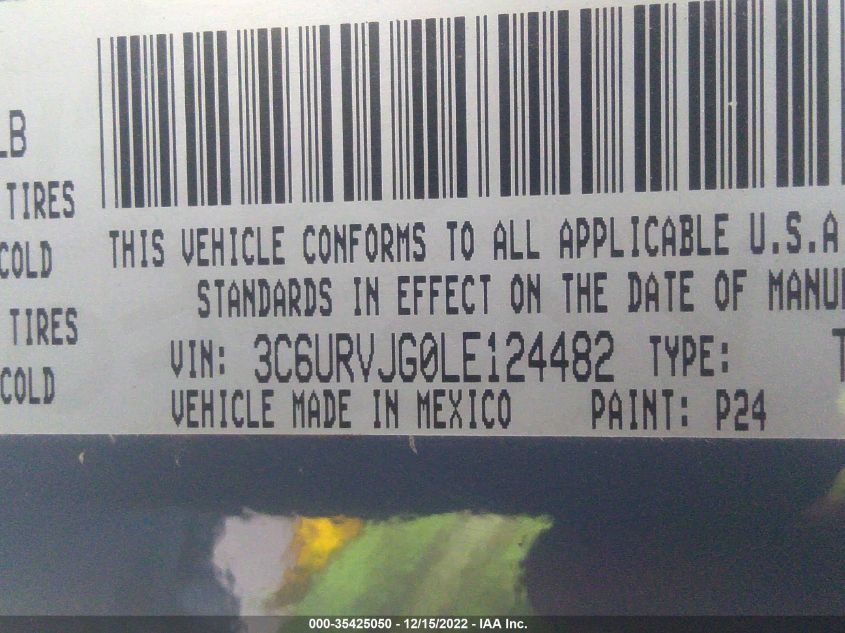 LB
TIRES
COLD
TIRES
COLD
THIS VEHICLE CONFORMS TO ALL APPLICABLE U.S.A
STANDARDS IN EFFECT ON THE DATE OF MANU
VIN: 3C6URVJG0LE124482 TYPE: T
VEHICLE MADE IN MEXICO PAINT: P24
000-35425050 - 12/15/2022 - IAA Inc.